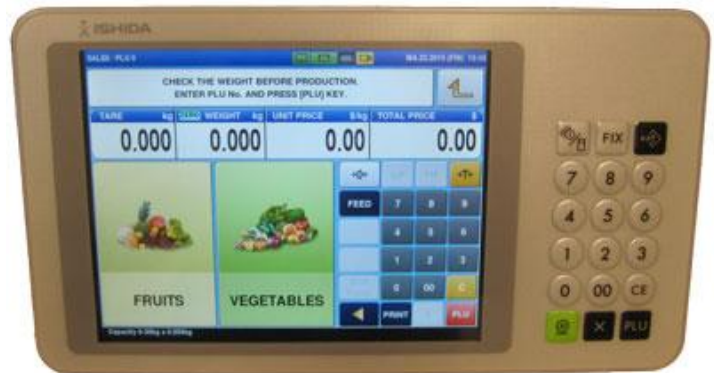 ISHIDA
CHECK THE WEIGHT BEFORE PRODUCTION.
ENTER PLU No. AND PRESS [PLU] KEY.
TARE kg ZERO WEIGHT kg UNIT PRICE $/kg TOTAL PRICE $
0.000 0.000 0.00 0.00
FIX
FEED 7 8 9
7 8 9
4 5 6
4 5 6
1 2 3
1 2 3
0 00 C
0 00 CE
FRUITS VEGETABLES
PRINT PLU
X PLU